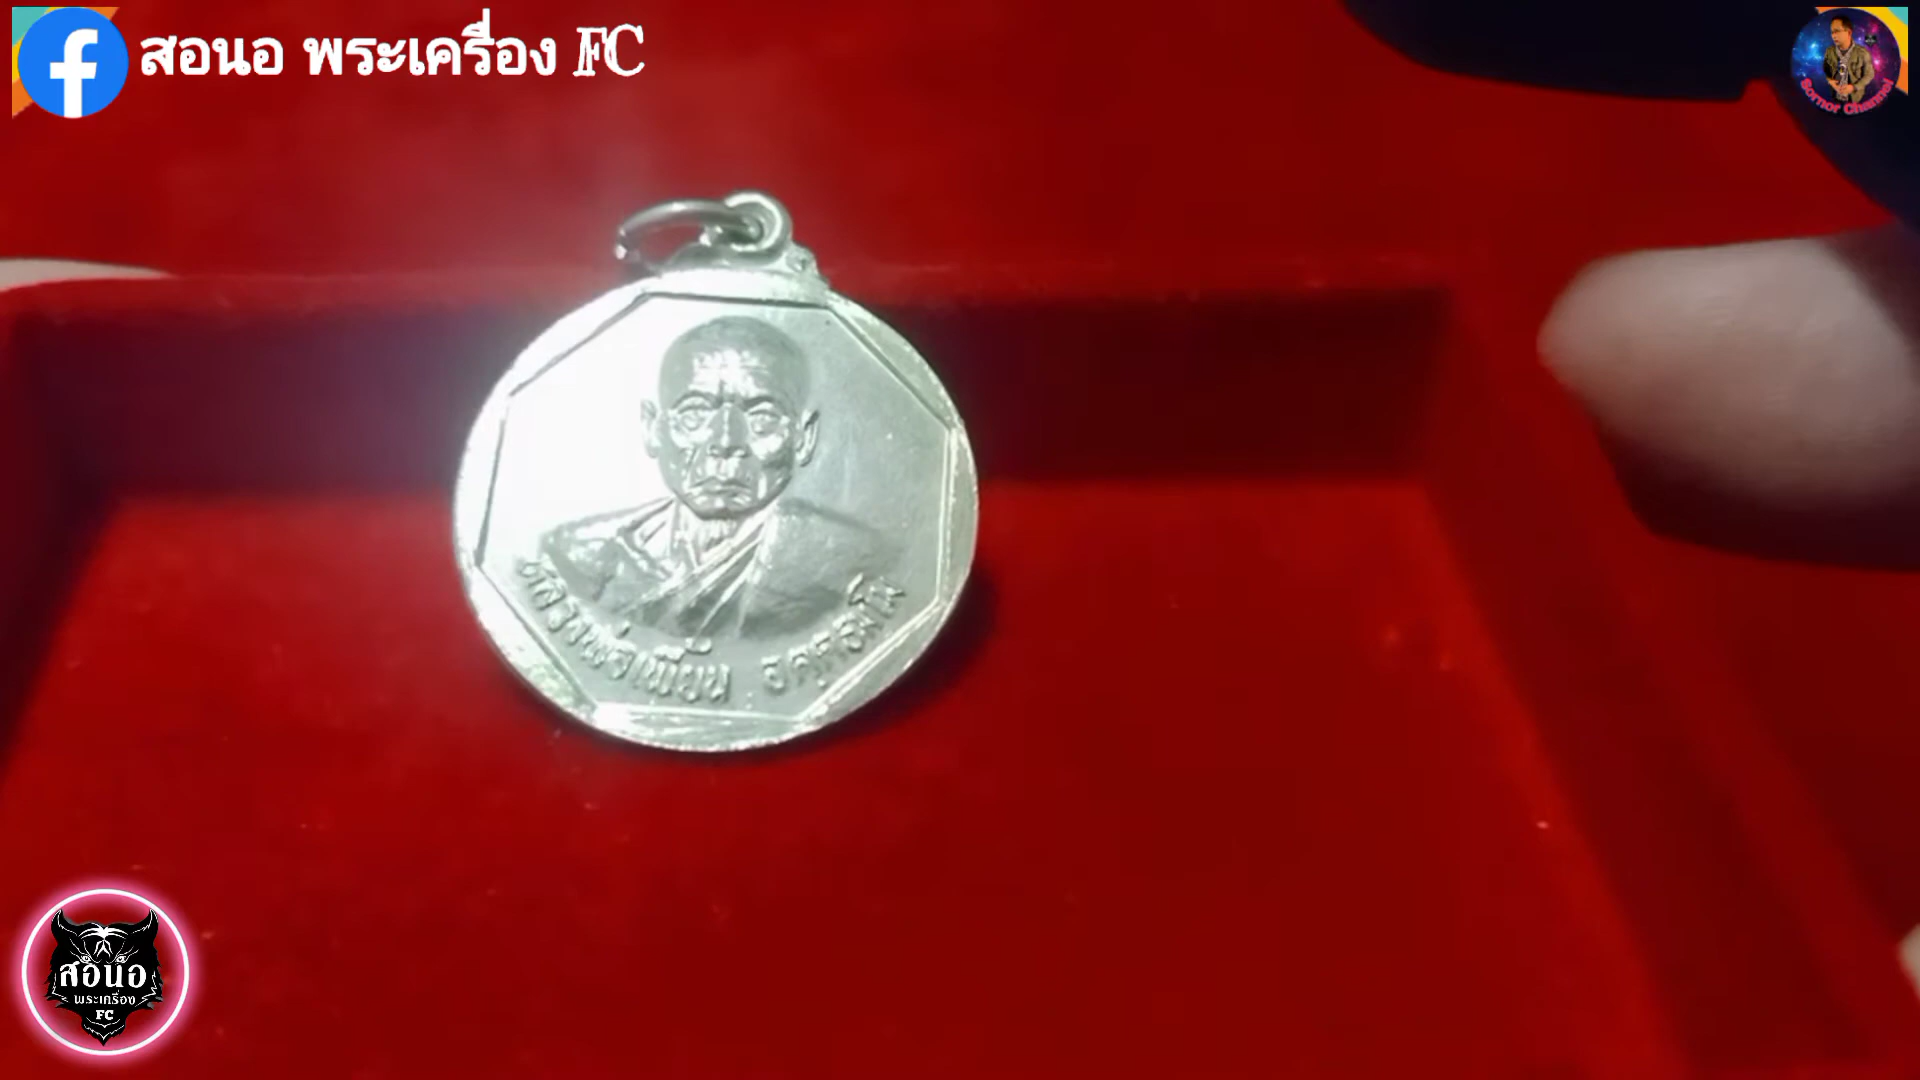 สอนอ พระเครื่อง FC
Sornor Channel
หลวงพ่อเพี้ยน อคฺคธมฺโม
สอนอ
พระเครื่อง
FC